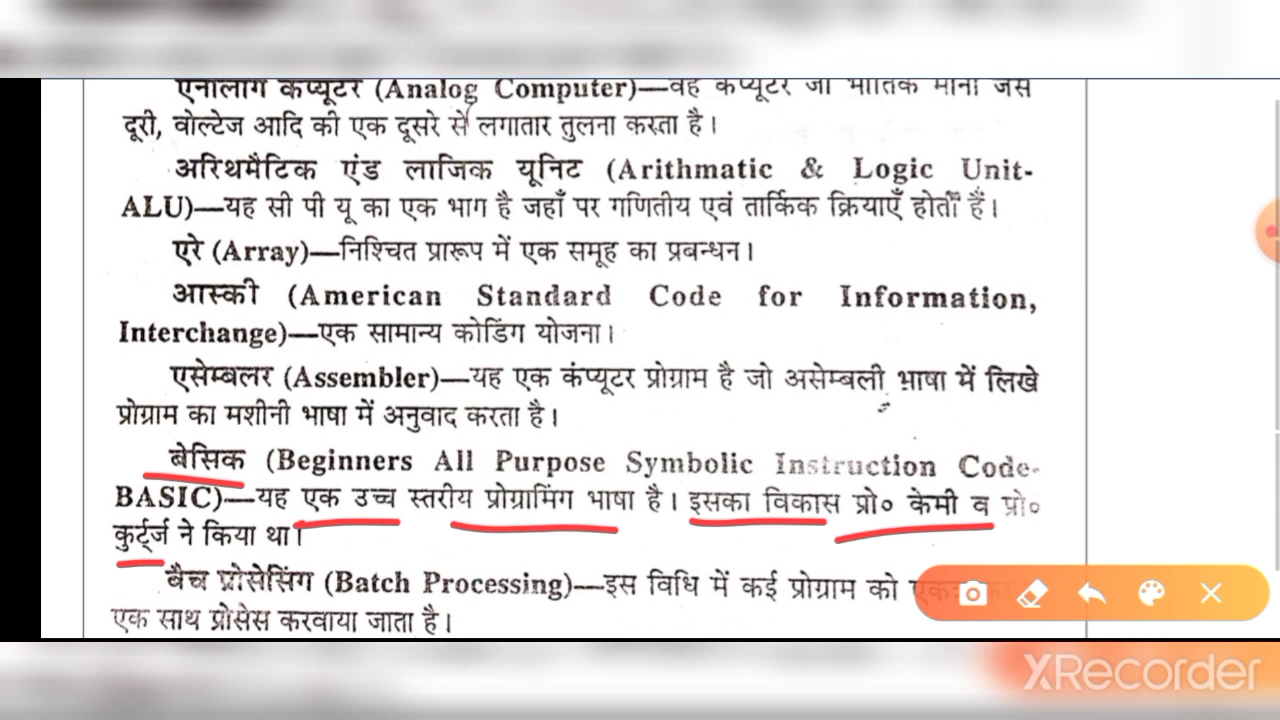 एनालॉग कंप्यूटर (Analog Computer)—वह कंप्यूटर जो भौतिक मानों जैसे
दूरी, वोल्टेज आदि की एक दूसरे से लगातार तुलना करता है।
अरिथमैटिक एंड लाजिक यूनिट (Arithmatic & Logic Unit-
ALU)—यह सी पी यू का एक भाग है जहाँ पर गणितीय एवं तार्किक क्रियाएँ होतीं हैं।
एरे (Array)—निश्चित प्रारूप में एक समूह का प्रबन्धन।
आस्की (American Standard Code for Information,
Interchange)—एक सामान्य कोडिंग योजना।
एसेम्बलर (Assembler)—यह एक कंप्यूटर प्रोग्राम है जो असेम्बली भाषा में लिखे
प्रोग्राम का मशीनी भाषा में अनुवाद करता है।
बेसिक (Beginners All Purpose Symbolic Instruction Code-
BASIC)—यह एक उच्च स्तरीय प्रोग्रामिंग भाषा है। इसका विकास प्रो० केमी व प्रो०
कुर्ट्ज ने किया था।
बैच प्रोसेसिंग (Batch Processing)—इस विधि में कई प्रोग्राम को
एक साथ प्रोसेस करवाया जाता है।
XRecorder